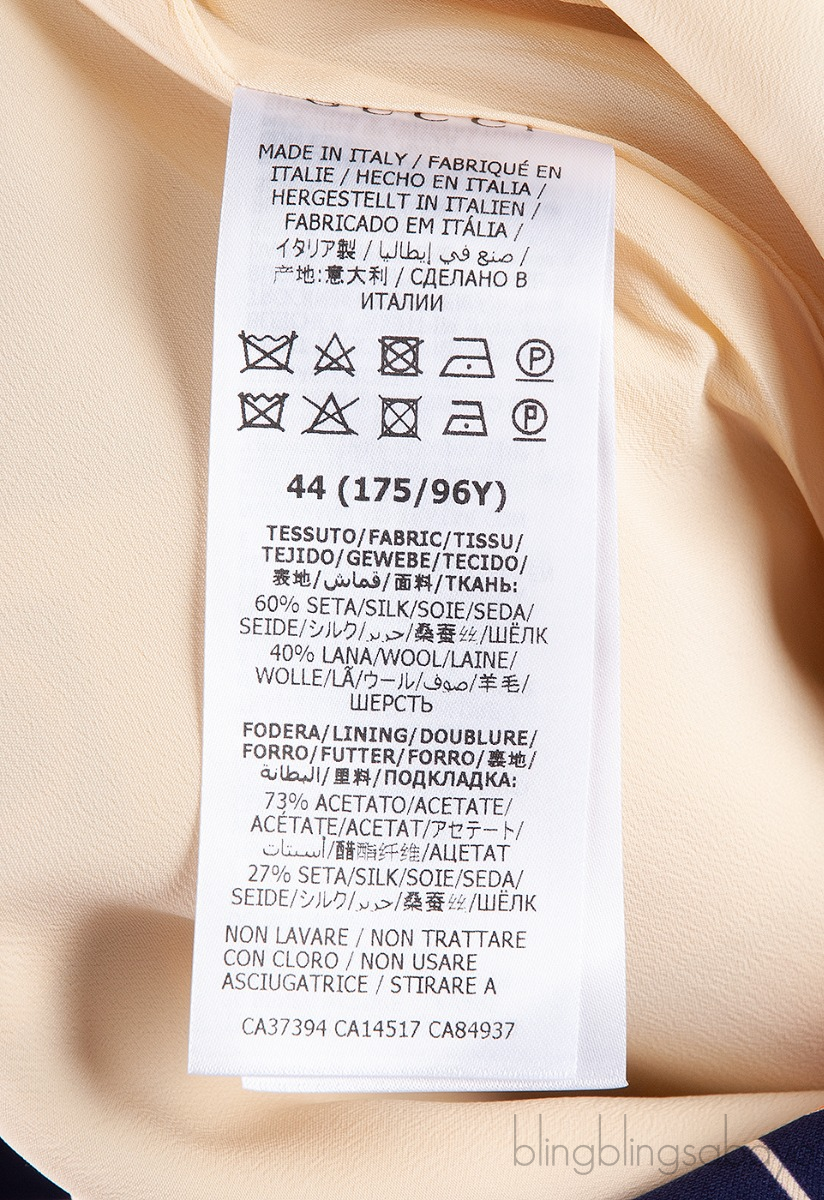 GUCCI
MADE IN ITALY / FABRIQUÉ EN
ITALIE / HECHO EN ITALIA /
HERGESTELLT IN ITALIEN /
FABRICADO EM ITÁLIA /
イタリア製 / صنع في إيطاليا /
产地:意大利 / СДЕЛАНО В
ИТАЛИИ
P
P
44 (175/96Y)
TESSUTO/FABRIC/TISSU/
TEJIDO/GEWEBE/TECIDO/
表地/قماش/面料/ТКАНЬ:
60% SETA/SILK/SOIE/SEDA/
SEIDE/シルク/حرير/桑蚕丝/ШЁЛК
40% LANA/WOOL/LAINE/
WOLLE/LÃ/ウール/صوف/羊毛/
ШЕРСТЬ
FODERA/LINING/DOUBLURE/
FORRO/FUTTER/FORRO/裏地/
البطانة/里料/ПОДКЛАДКА:
73% ACETATO/ACETATE/
ACÉTATE/ACETAT/アセテート/
أسيتات/醋酯纤维/АЦЕТАТ
27% SETA/SILK/SOIE/SEDA/
SEIDE/シルク/حرير/桑蚕丝/ШЁЛК
NON LAVARE / NON TRATTARE
CON CLORO / NON USARE
ASCIUGATRICE / STIRARE A
CA37394 CA14517 CA84937